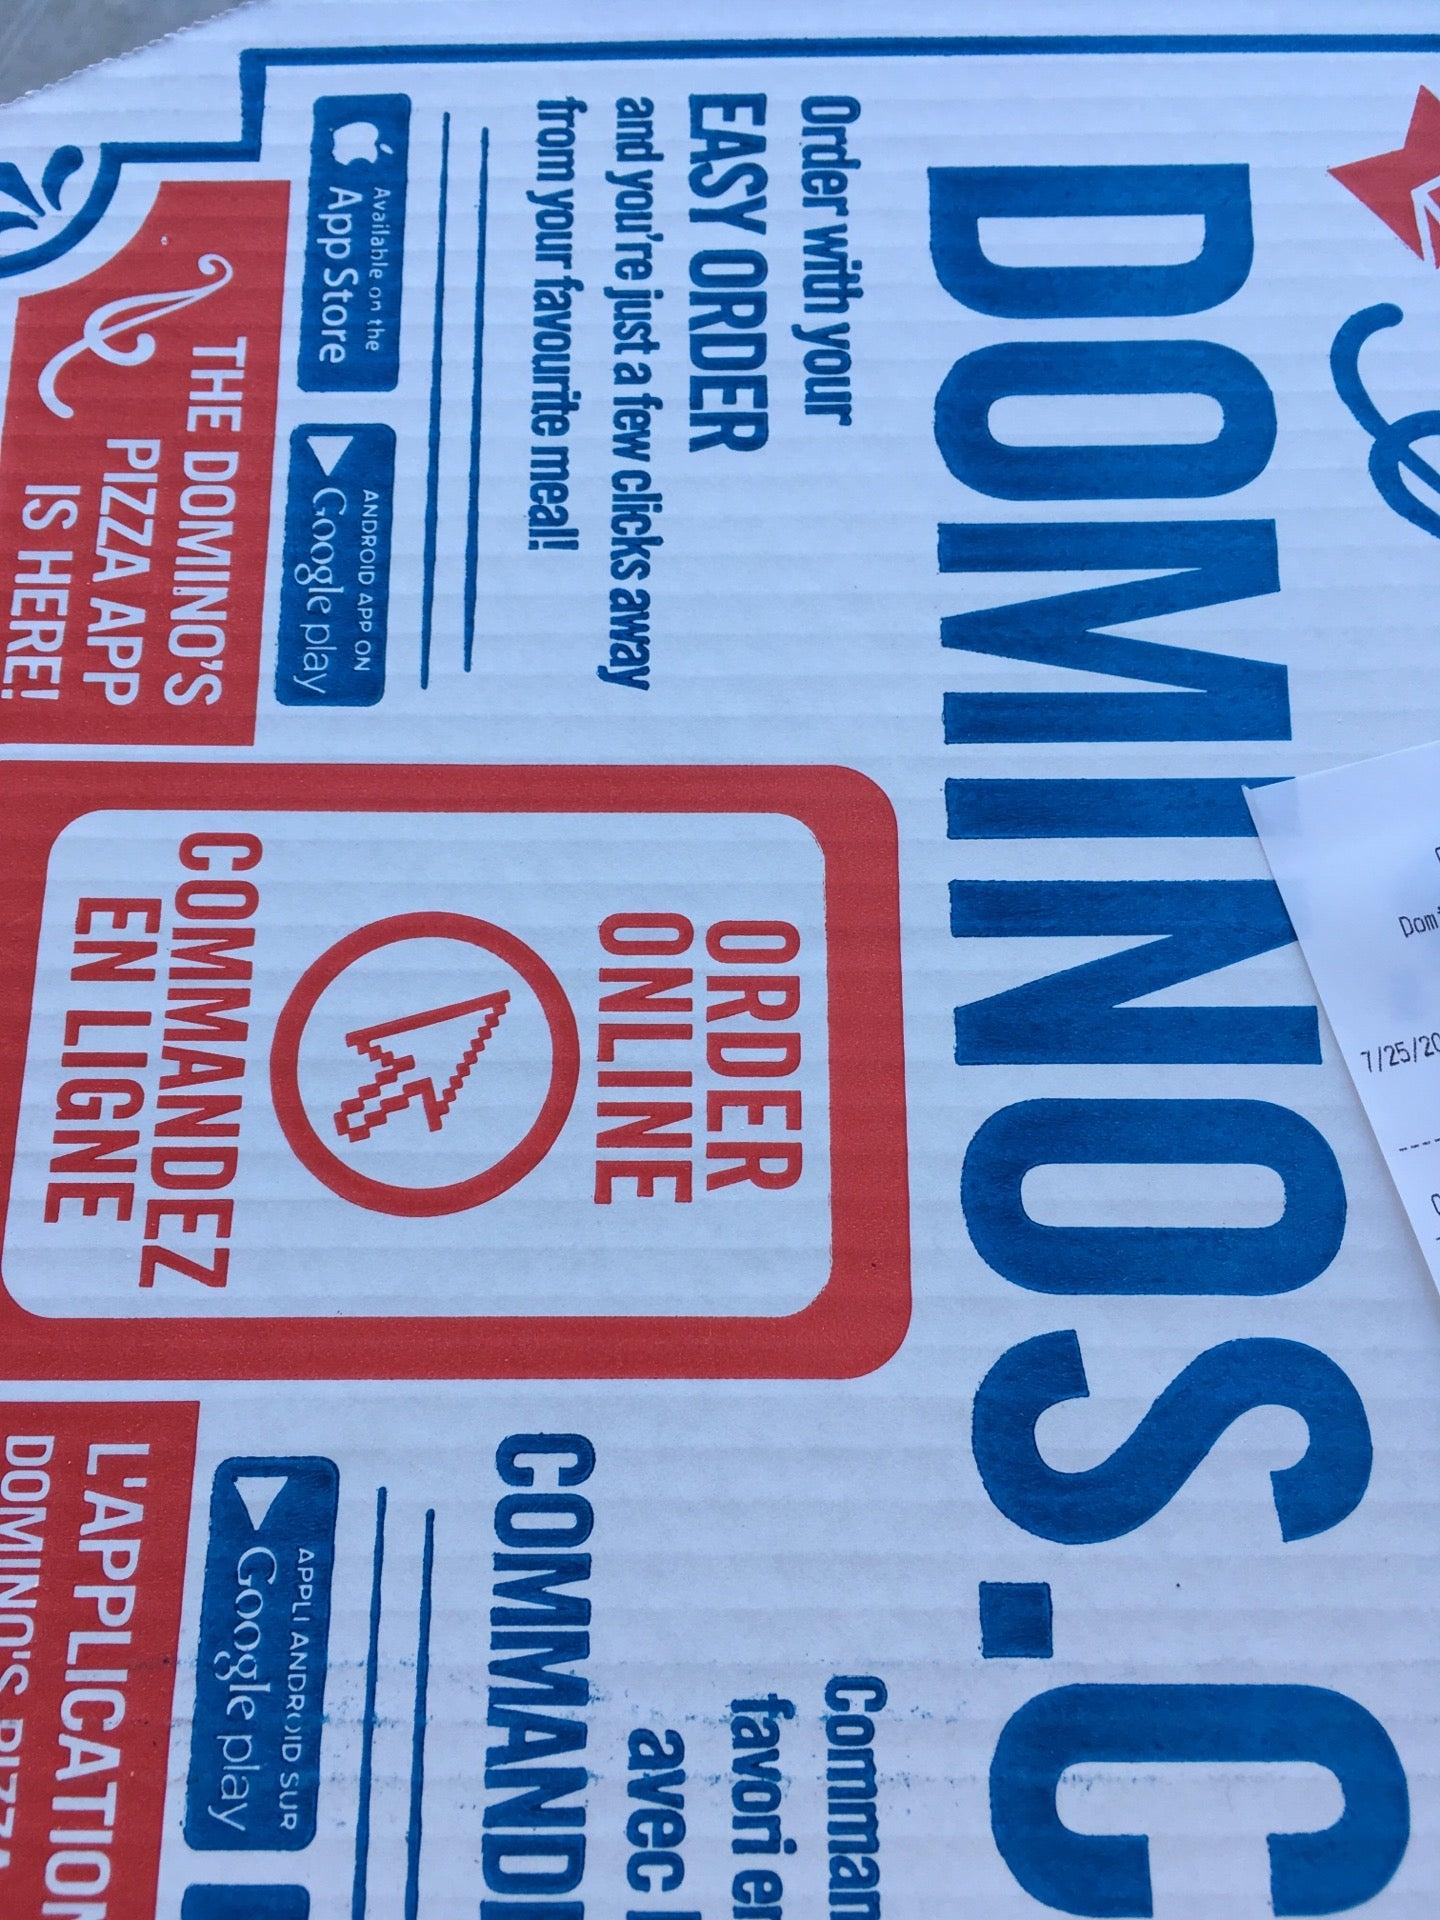 DOMINOS.C
Order with your
EASY ORDER
and you're just a few clicks away
from your favourite meal!
Available on the
App Store
ANDROID APP ON
Google play
THE DOMINO'S
PIZZA APP
IS HERE!
ORDER
ONLINE
COMMANDEZ
EN LIGNE
Comman
favori en
avec
COMMAND
APPLI ANDROID SUR
Google play
L'APPLICATION
DOMINO'S PIZZA
7/25/20